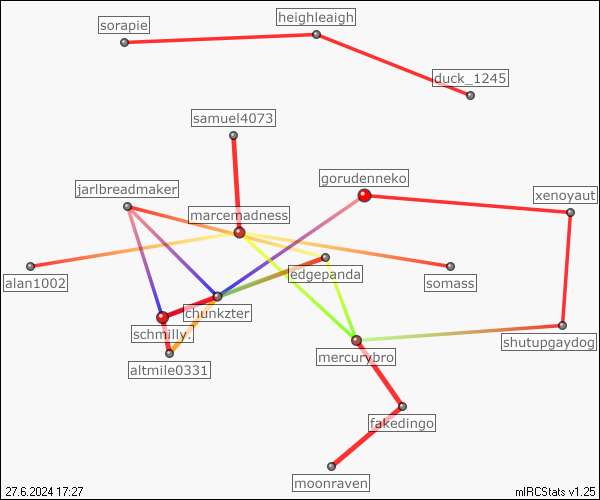 heighleaigh
sorapie
duck_1245
samuel4073
gorudenneko
jarlbreadmaker
xenoyaut
marcemadness
edgepanda
alan1002
somass
chunkzter
schmilly.
shutupgaydog
mercurybro
altmile0331
fakedingo
moonraven
27.6.2024 17:27
mIRCStats v1.25